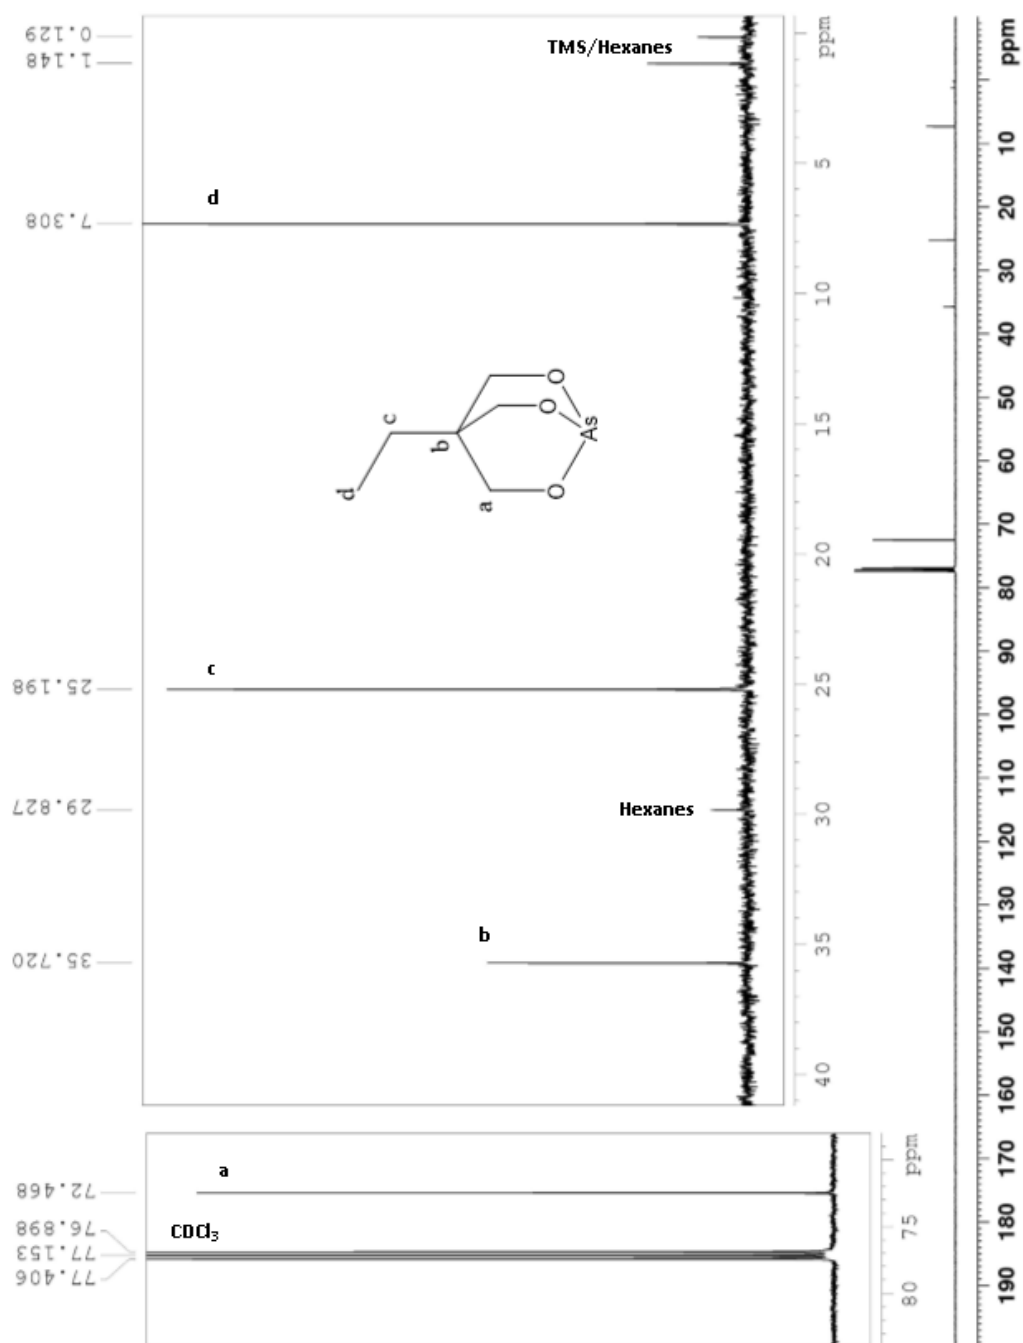 0.129
1.148
7.308
25.198
29.827
35.720
72.468
76.898
77.153
77.406
TMS/Hexanes
d
c
Hexanes
b
a
CDCl₃
d
c
b
a
O
O
O
As
ppm
5
10
15
20
25
30
35
40
ppm
75
80
ppm
10
20
30
40
50
60
70
80
90
100
110
120
130
140
150
160
170
180
190